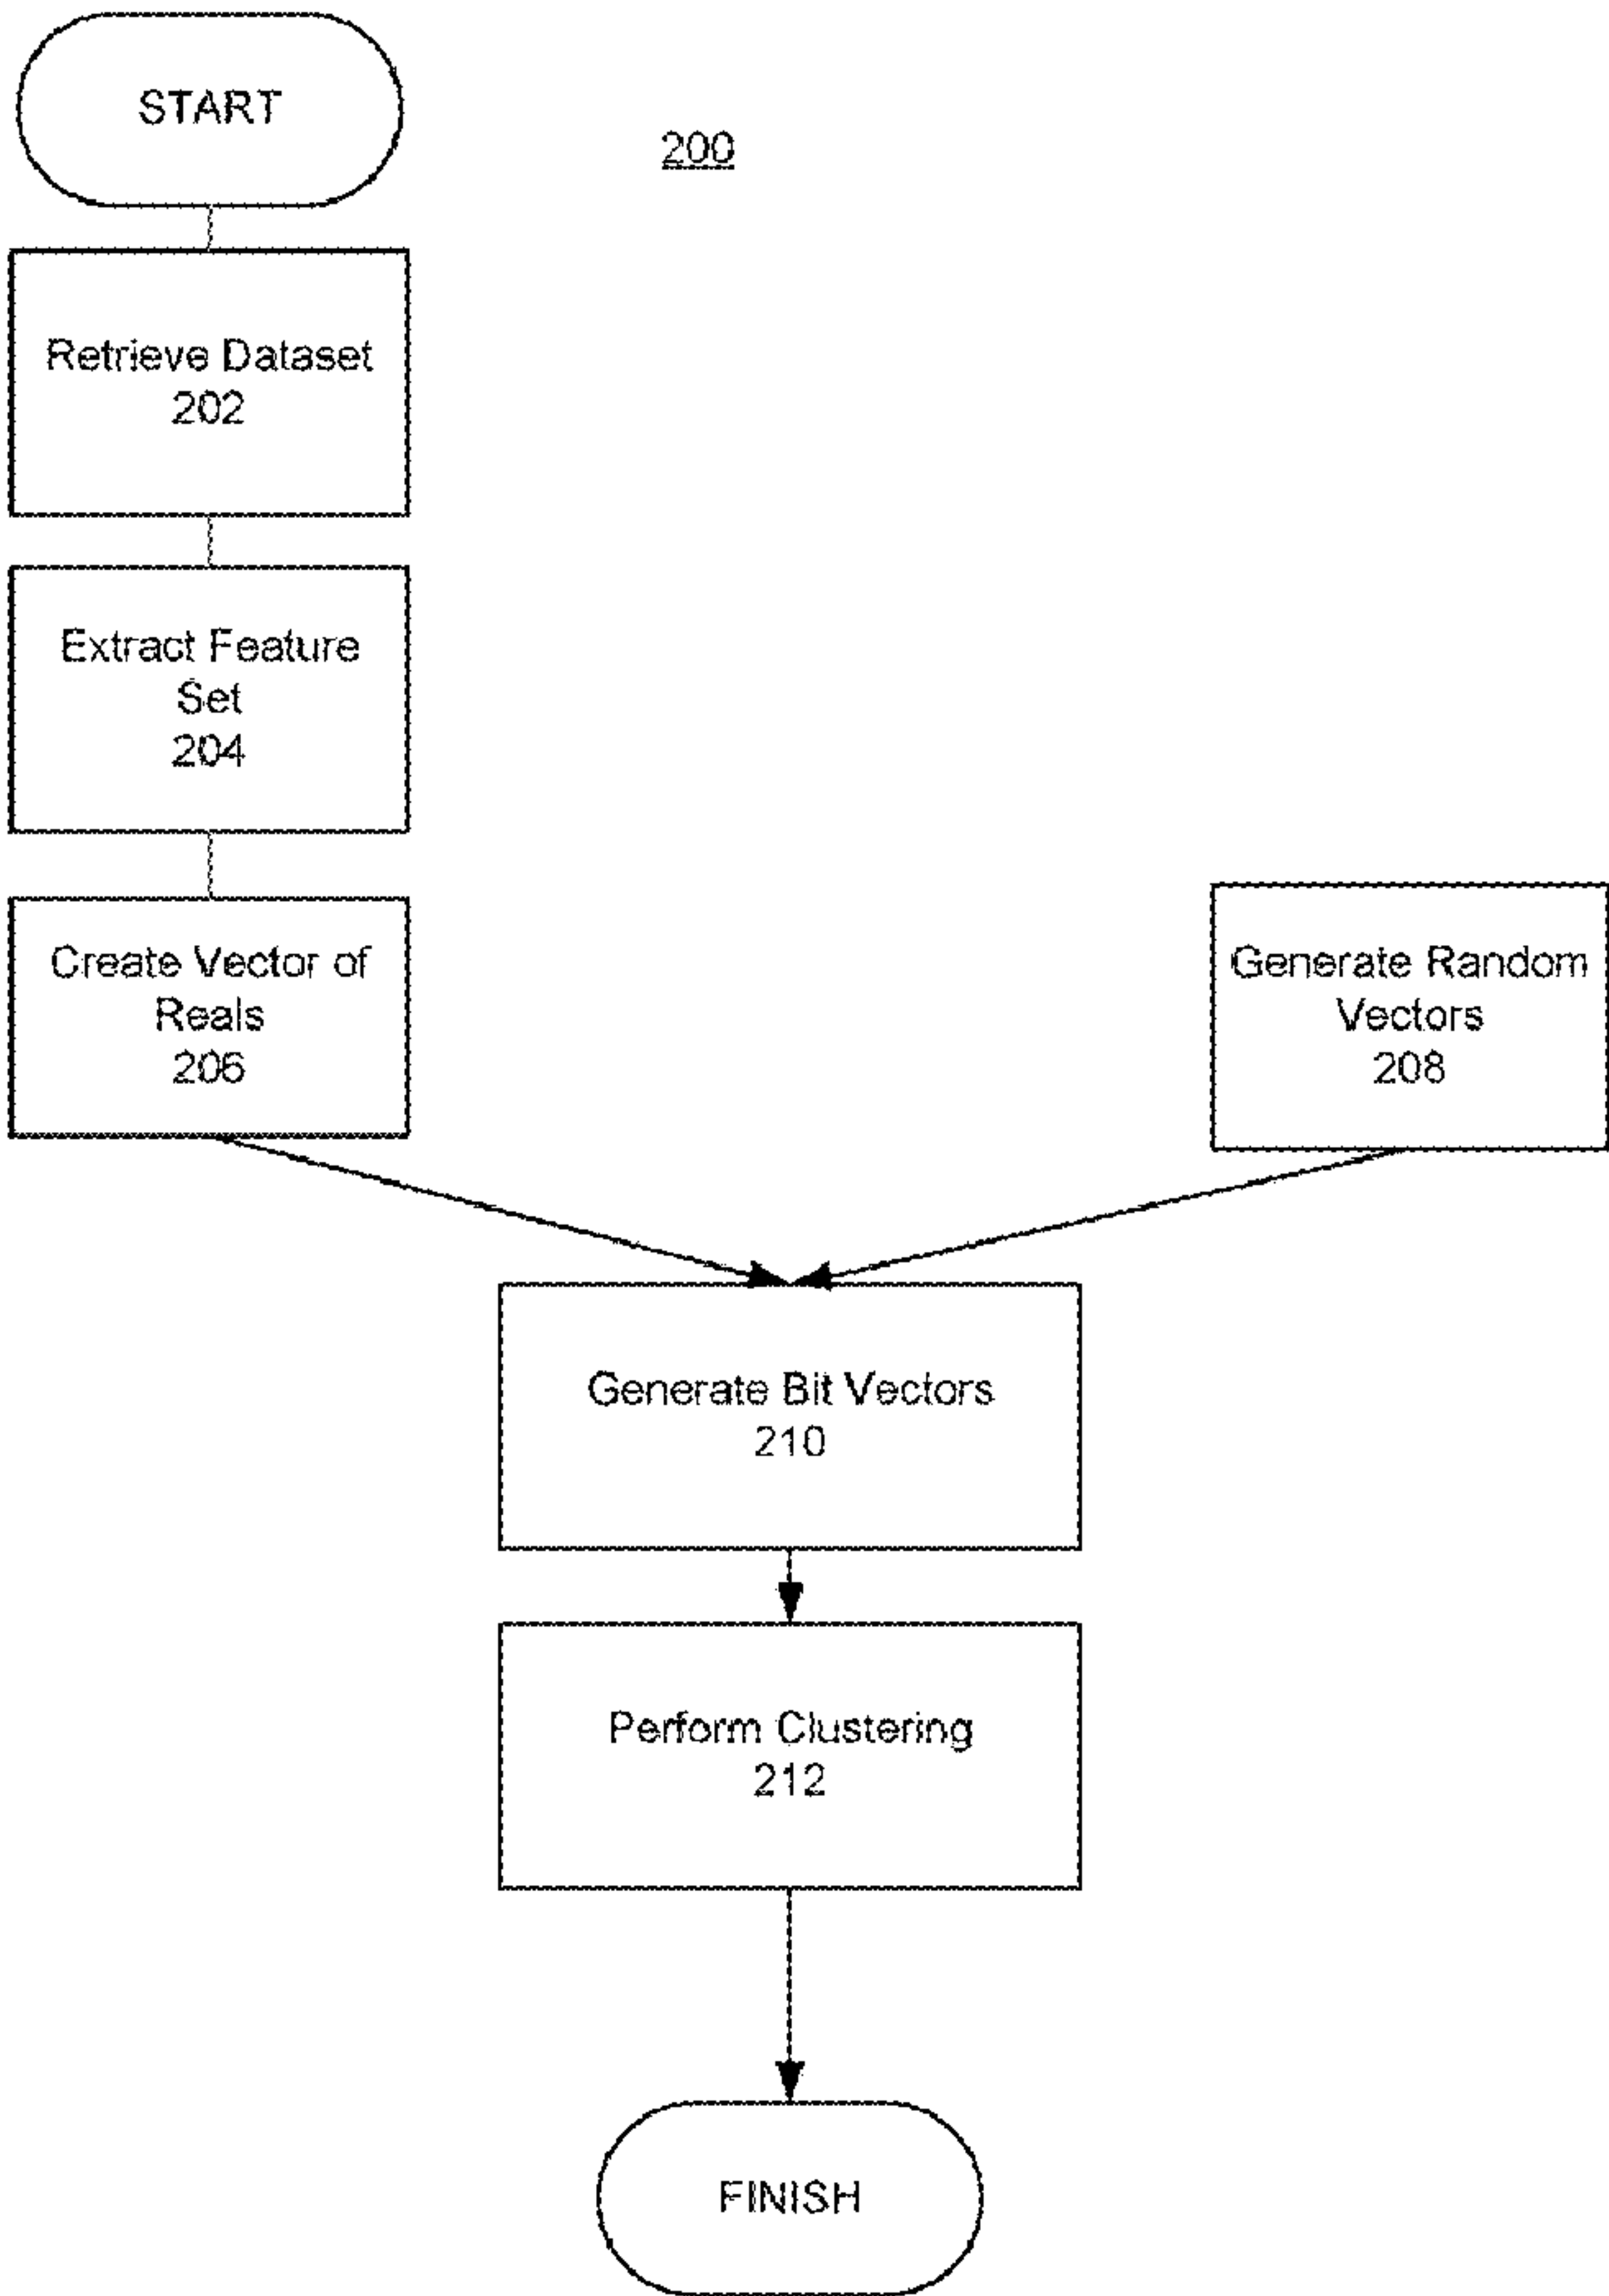 START
200
Retrieve Dataset
202
Extract Feature
Set
204
Create Vector of
Reals
206
Generate Random
Vectors
208
Generate Bit Vectors
210
Perform Clustering
212
FINISH